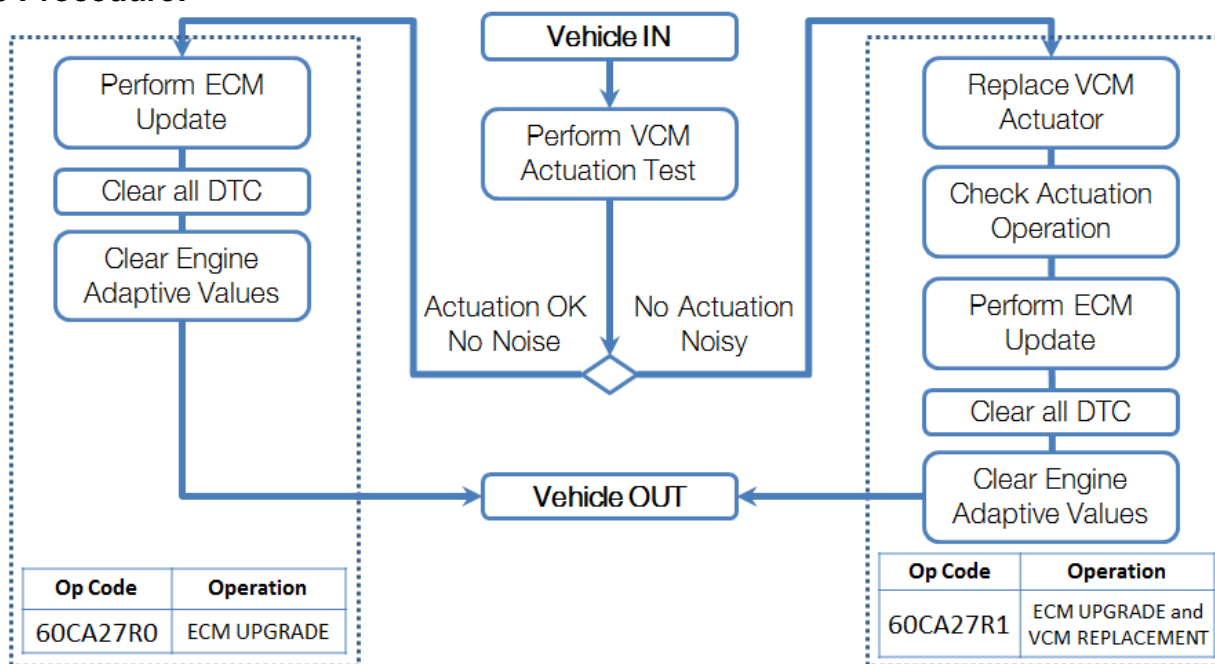 Procedure:
Vehicle IN
Perform VCM
Actuation Test
Actuation OK
No Noise
No Actuation
Noisy
Perform ECM
Update
Clear all DTC
Clear Engine
Adaptive Values
Op Code Operation
60CA27R0 ECM UPGRADE
Replace VCM
Actuator
Check Actuation
Operation
Perform ECM
Update
Clear all DTC
Clear Engine
Adaptive Values
Op Code Operation
60CA27R1 ECM UPGRADE and
VCM REPLACEMENT
Vehicle OUT